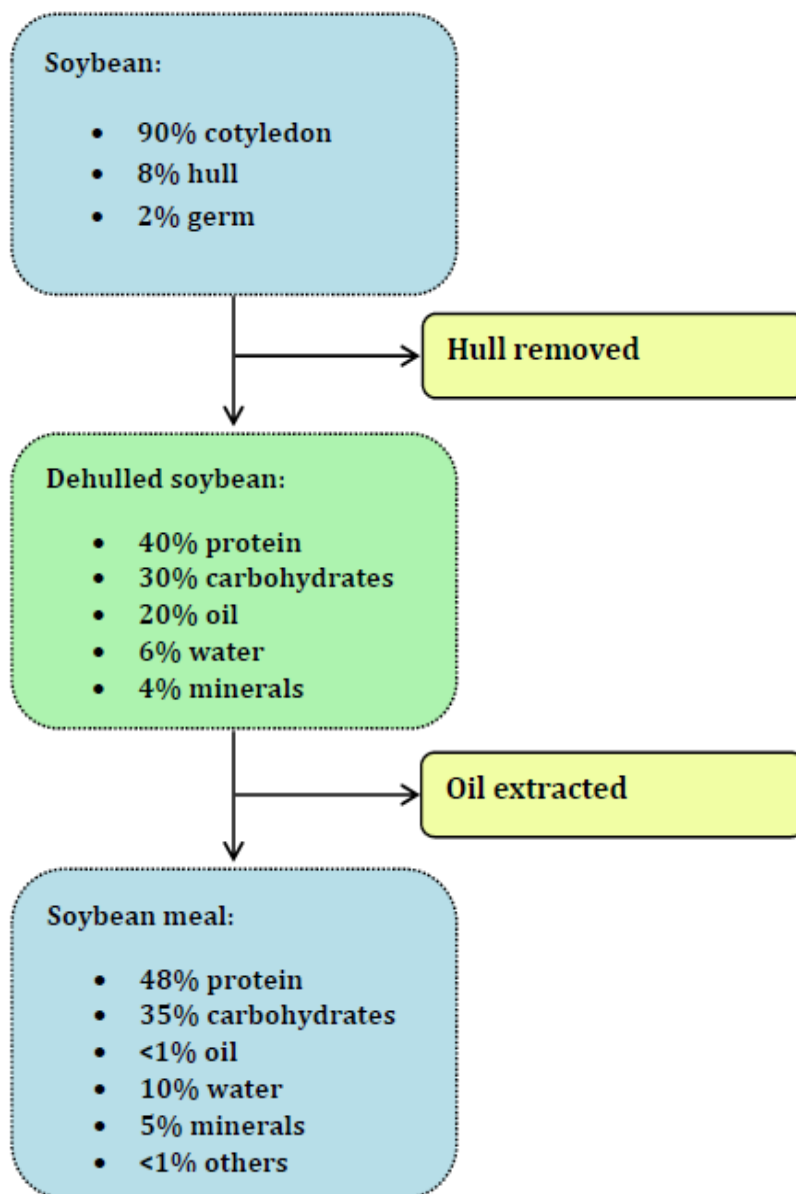 Soybean:
• 90% cotyledon
• 8% hull
• 2% germ
Hull removed
Dehulled soybean:
• 40% protein
• 30% carbohydrates
• 20% oil
• 6% water
• 4% minerals
Oil extracted
Soybean meal:
• 48% protein
• 35% carbohydrates
• <1% oil
• 10% water
• 5% minerals
• <1% others